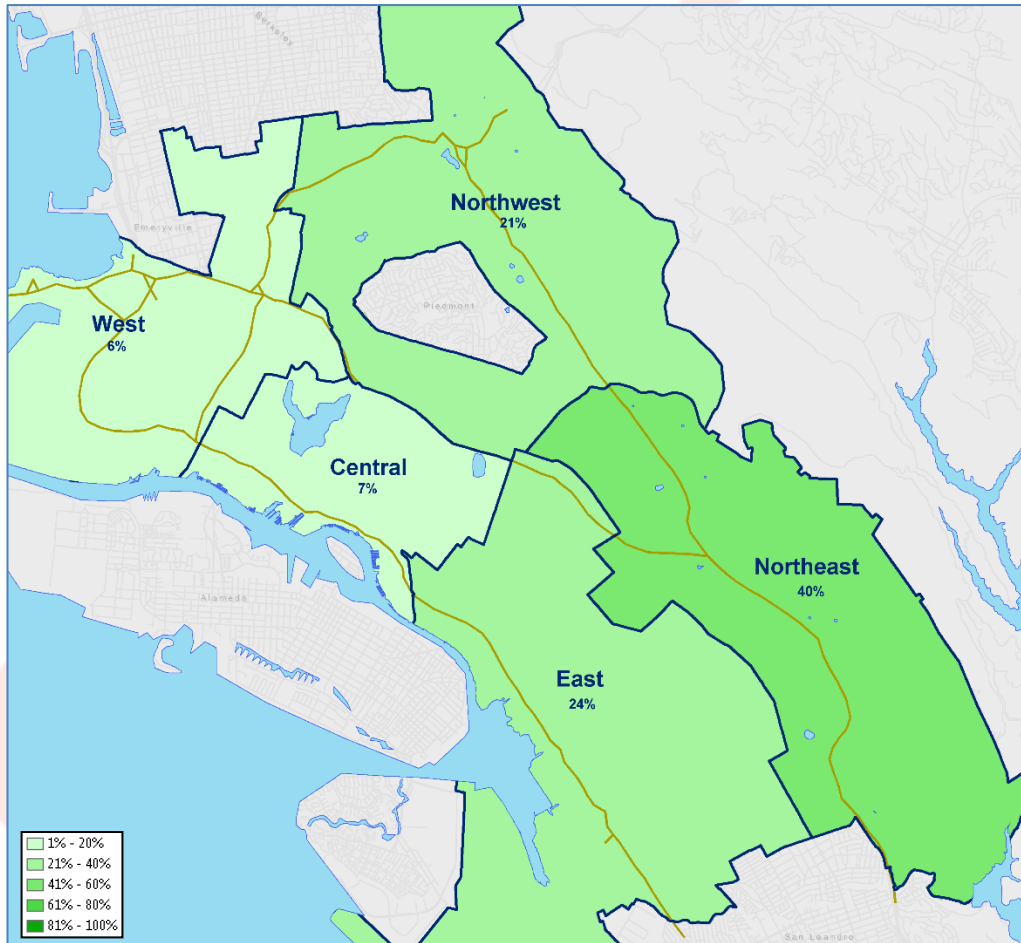 Berkeley
Northwest
21%
Emeryville
Piedmont
West
6%
Central
7%
Northeast
40%
Alameda
East
24%
1% - 20%
21% - 40%
41% - 60%
61% - 80%
81% - 100%
San Leandro